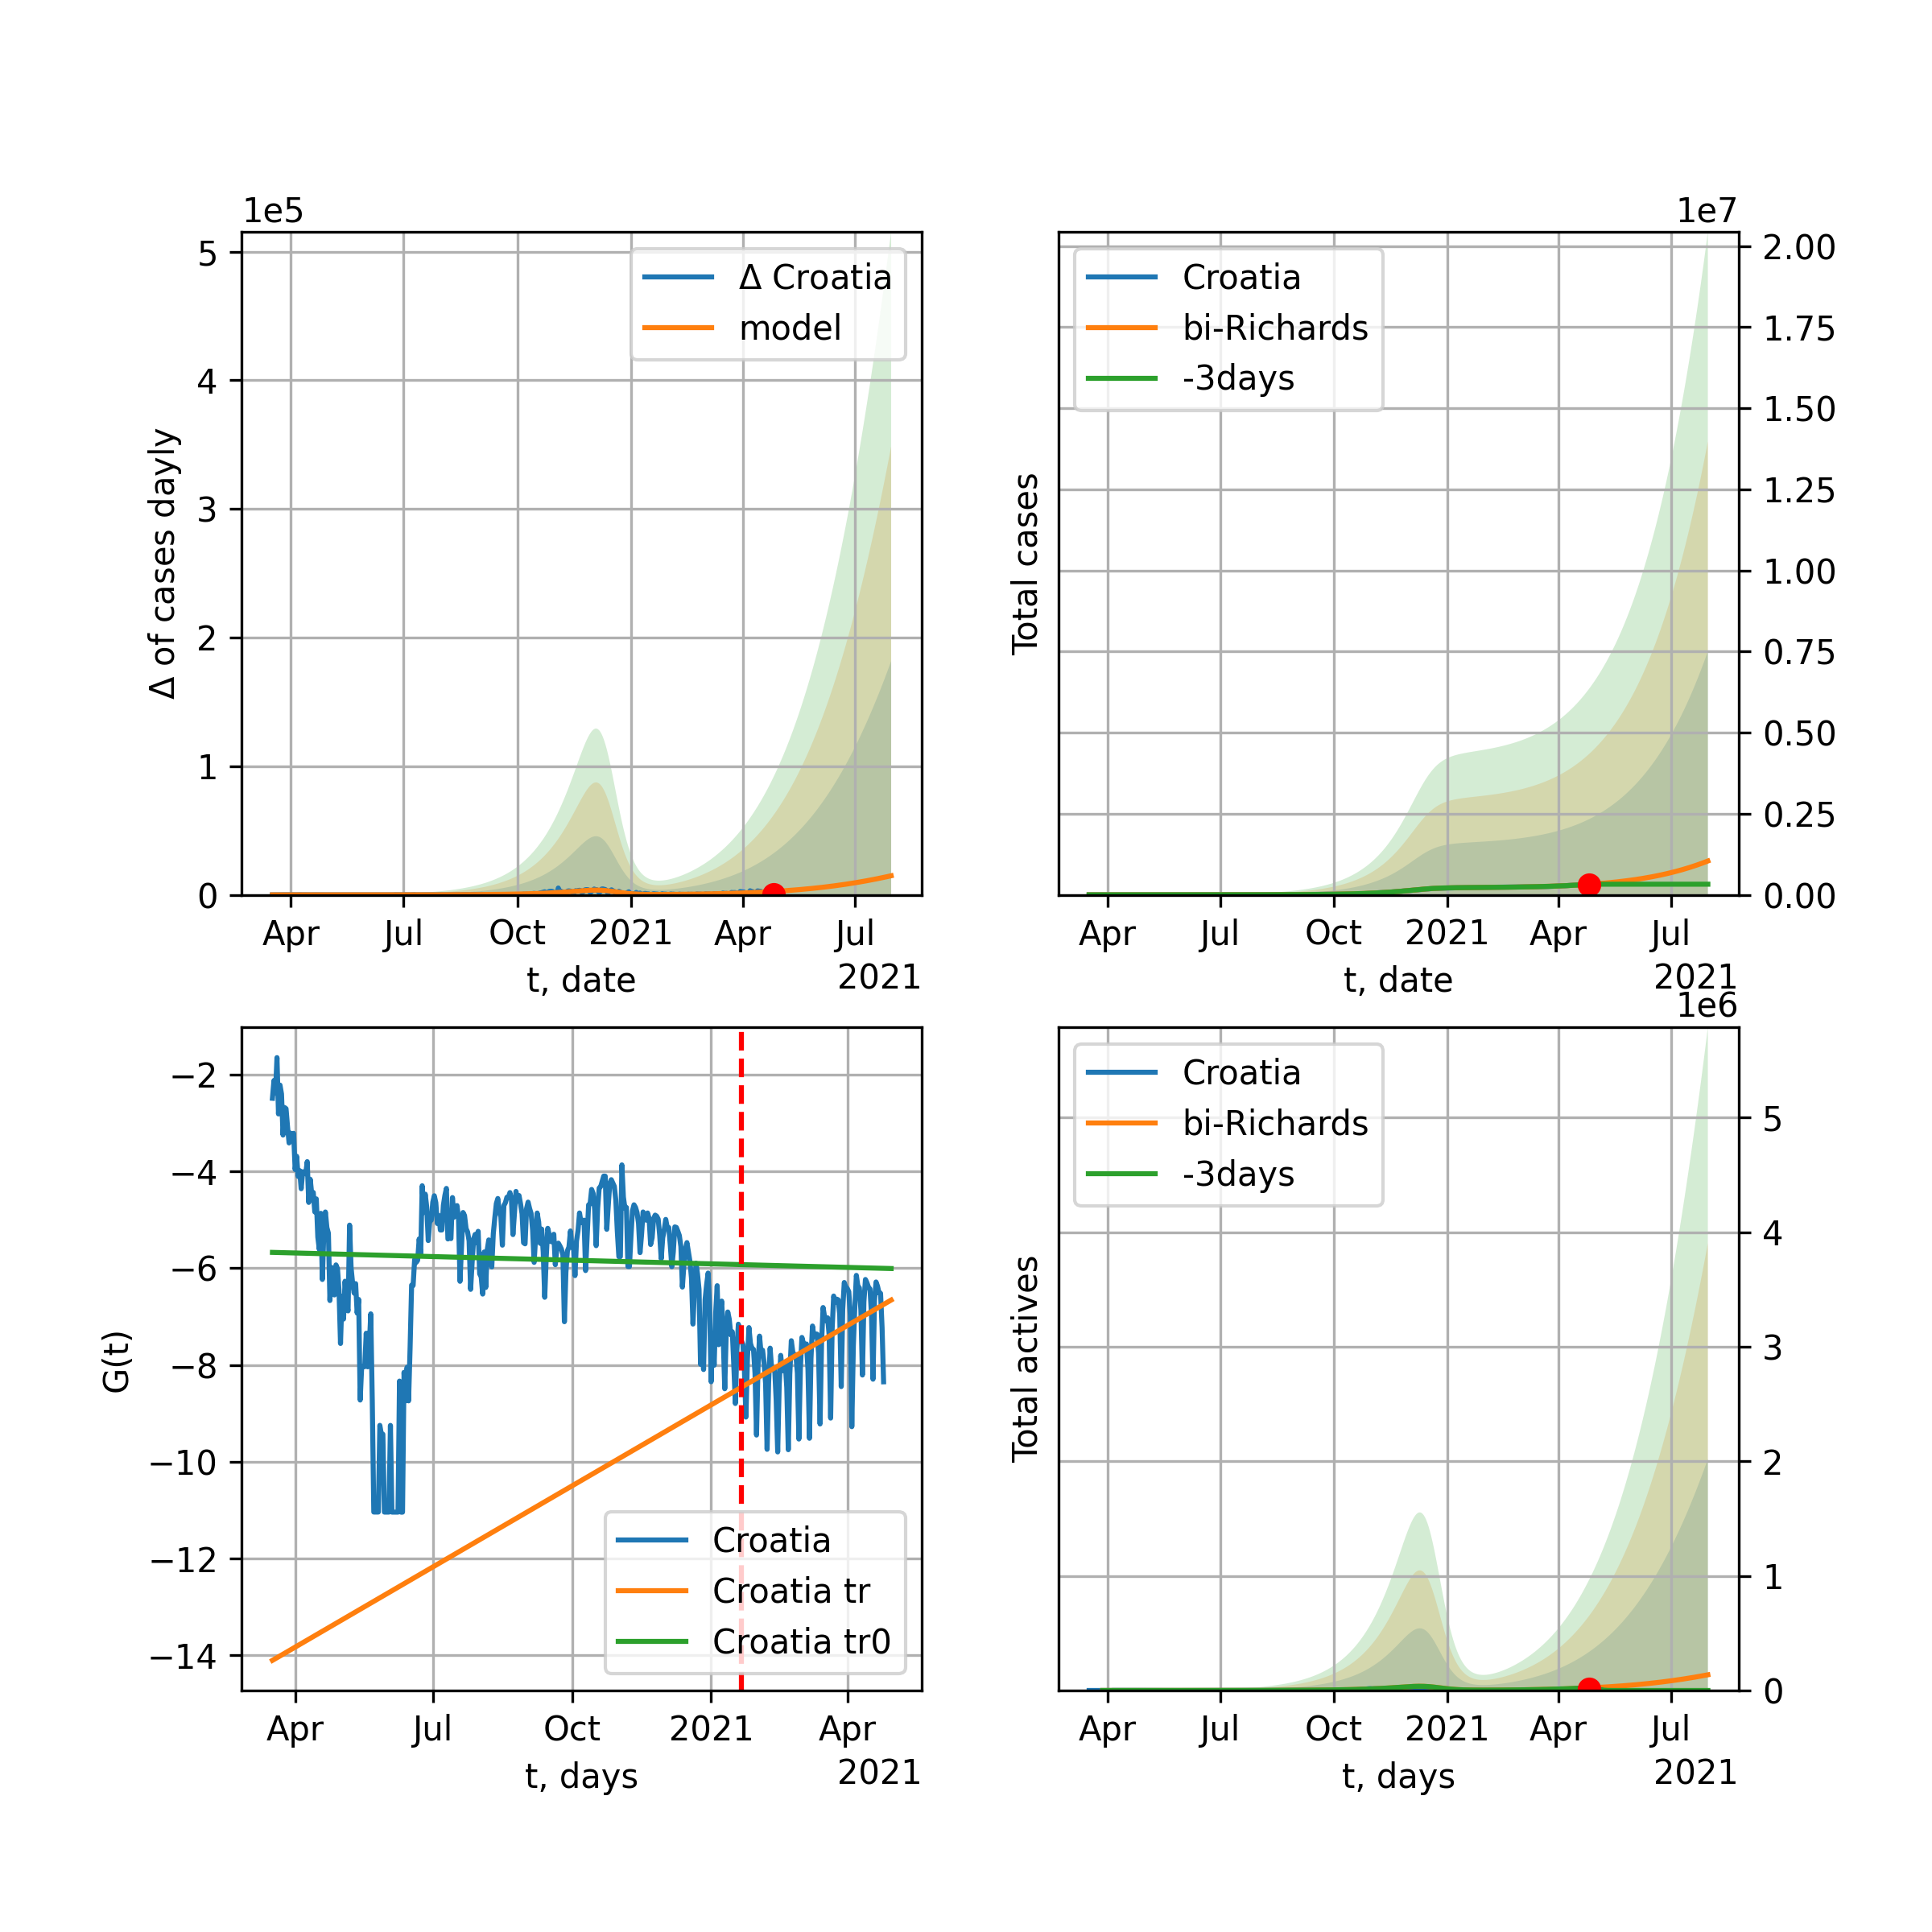 1e5
5
4
3
2
1
0
Δ of cases dayly
Δ Croatia
model
Apr Jul Oct 2021 Apr Jul
t, date
2021
1e7
Croatia
bi-Richards
-3days
Total cases
2.00
1.75
1.50
1.25
1.00
0.75
0.50
0.25
0.00
Apr Jul Oct 2021 Apr Jul
t, date
2021
−2
−4
−6
−8
−10
−12
−14
G(t)
Croatia
Croatia tr
Croatia tr0
Apr Jul Oct 2021 Apr
t, days
2021
1e6
Croatia
bi-Richards
-3days
Total actives
5
4
3
2
1
0
Apr Jul Oct 2021 Apr Jul
t, days
2021